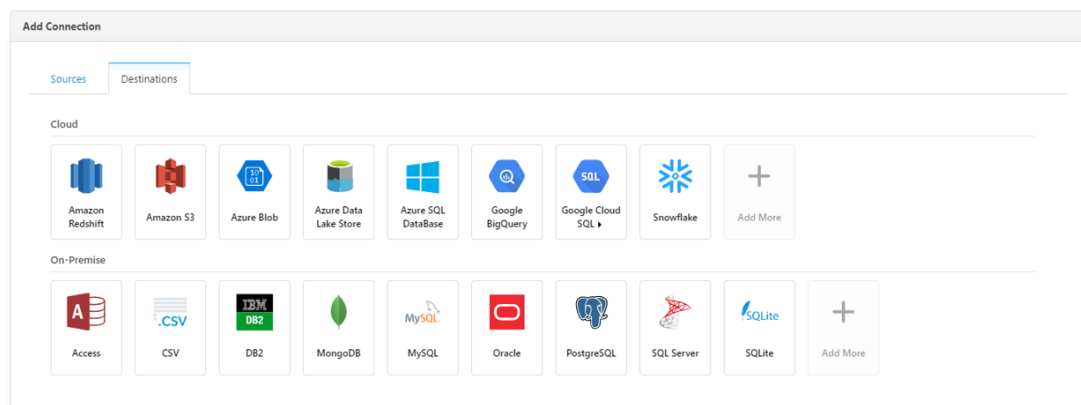 Add Connection
Sources
Destinations
Cloud
10
01
SQL
Amazon
Redshift
Amazon S3
Azure Blob
Azure Data
Lake Store
Azure SQL
DataBase
Google
BigQuery
Google Cloud
SQL
Snowflake
Add More
On-Premise
A
.CSV
IBM
DB2
MySQL
SQLite
Access
CSV
DB2
MongoDB
MySQL
Oracle
PostgreSQL
SQL Server
SQLite
Add More